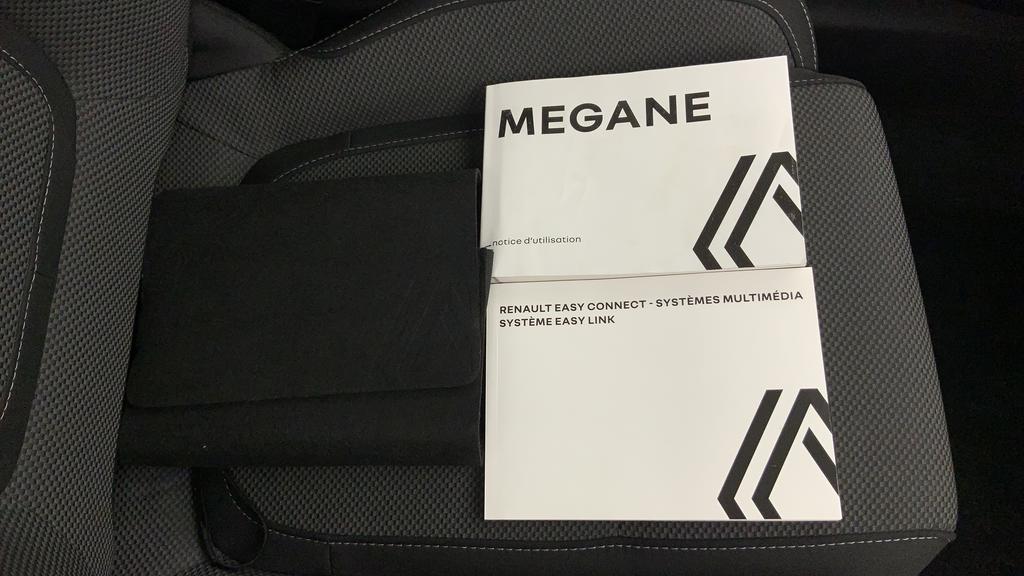 MEGANE
notice d'utilisation
RENAULT EASY CONNECT - SYSTÈMES MULTIMÉDIA
SYSTÈME EASY LINK